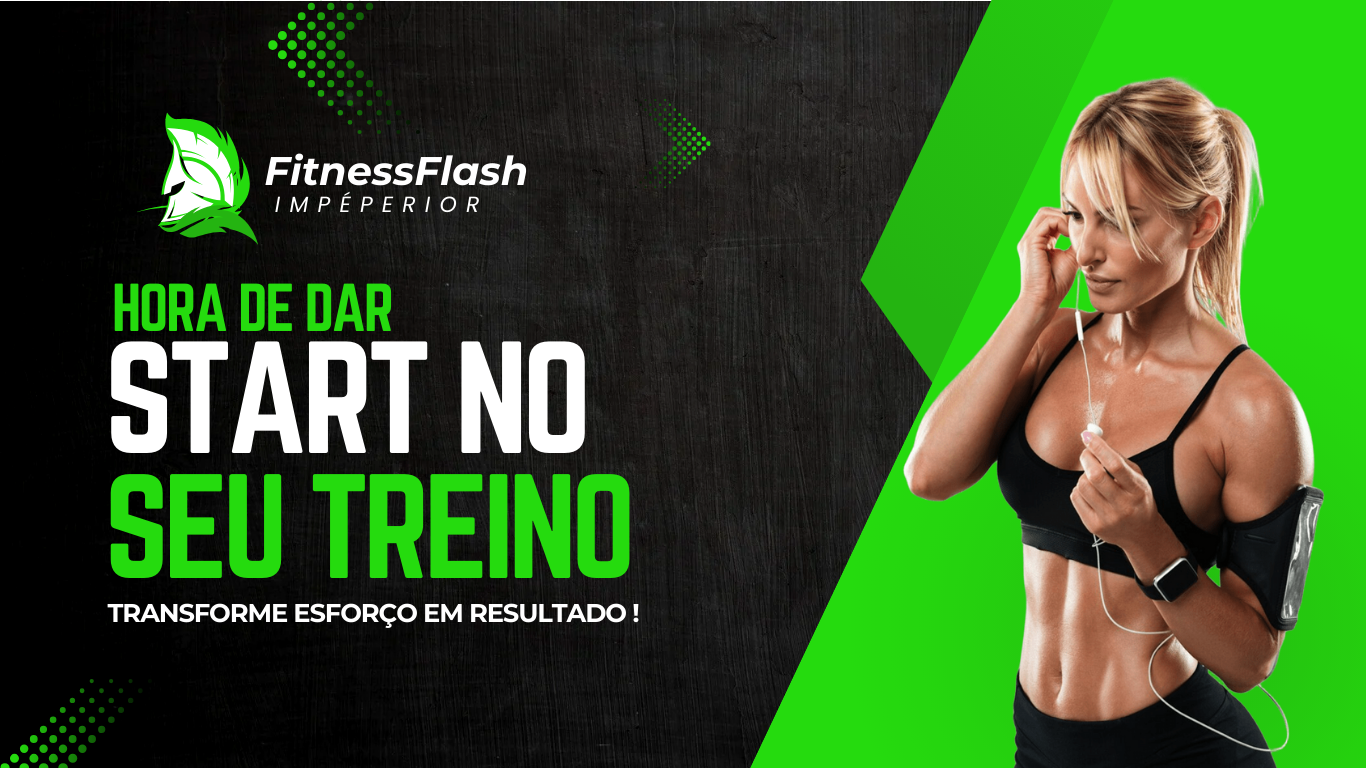 FitnessFlash
IMPÉPERIOR
HORA DE DAR
START NO
SEU TREINO
TRANSFORME ESFORÇO EM RESULTADO !